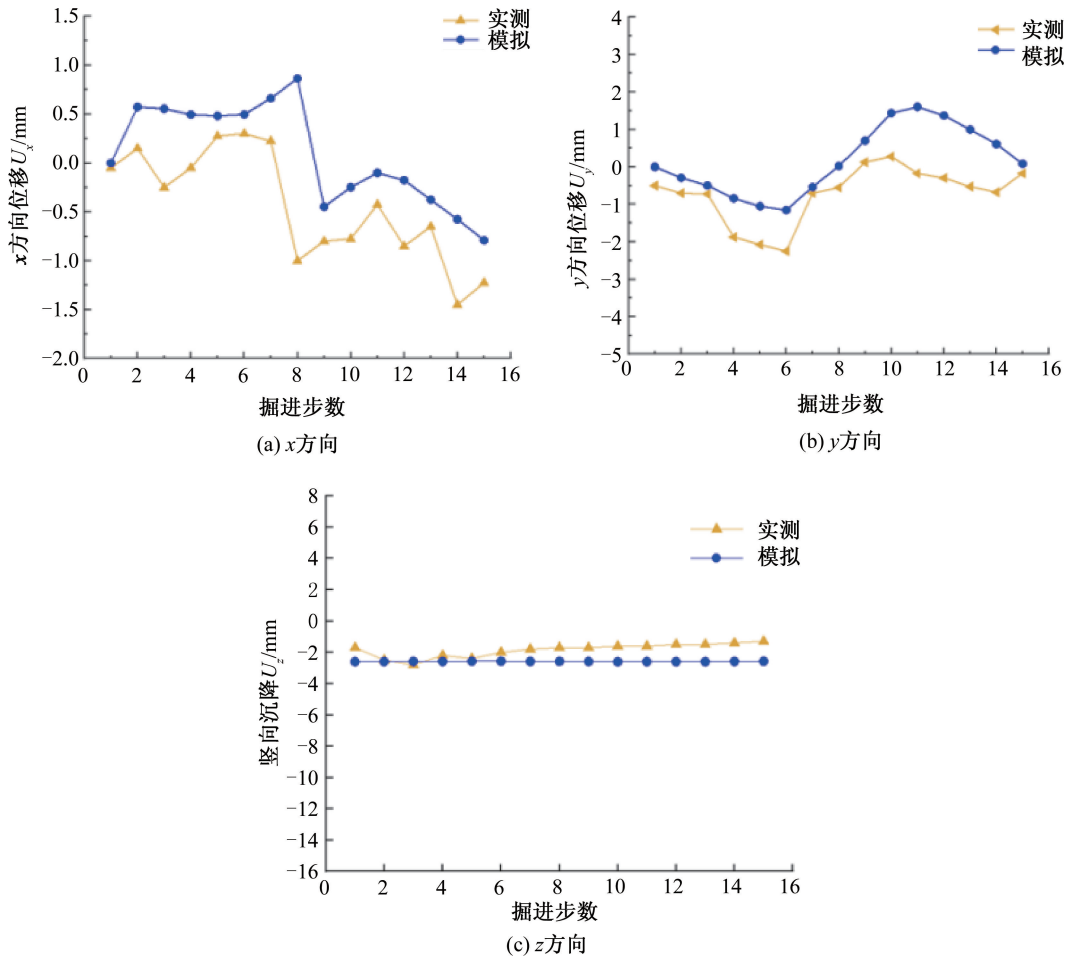 1.5
1.0
0.5
0.0
−0.5
−1.0
−1.5
−2.0
x方向位移Ux/mm
实测
模拟
0 2 4 6 8 10 12 14 16
掘进步数
(a) x方向
4
3
2
1
0
−1
−2
−3
−4
−5
y方向位移Uy/mm
实测
模拟
0 2 4 6 8 10 12 14 16
掘进步数
(b) y方向
8
6
4
2
0
−2
−4
−6
−8
−10
−12
−14
−16
竖向沉降Uz/mm
实测
模拟
0 2 4 6 8 10 12 14 16
掘进步数
(c) z方向